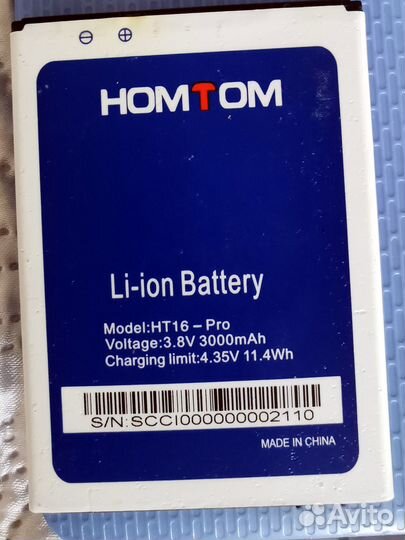 HOMTOM
Li-ion Battery
Model:HT16 – Pro
Voltage:3.8V 3000mAh
Charging limit:4.35V 11.4Wh
S/N:SCCI000000002110
MADE IN CHINA
Avito